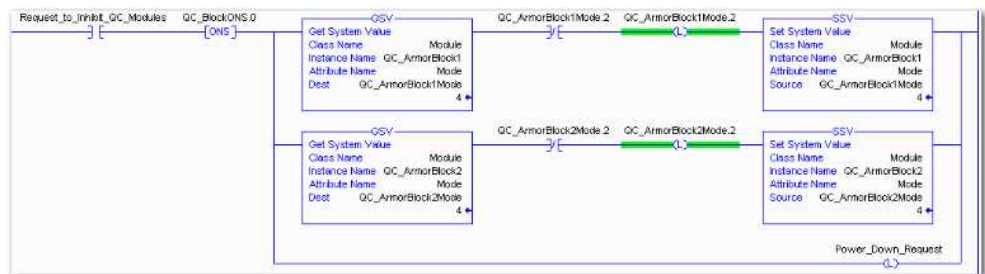 Request_to_Inhibit_QC_Modules QC_BlockONS.0 QC_ArmorBlock1Mode.2 QC_ArmorBlock1Mode.2
ONS
GSV
Get System Value
Class Name Module
Instance Name QC_ArmorBlock1
Attribute Name Mode
Dest QC_ArmorBlock1Mode
4
L
SSV
Set System Value
Class Name Module
Instance Name QC_ArmorBlock1
Attribute Name Mode
Source QC_ArmorBlock1Mode
4
QC_ArmorBlock2Mode.2 QC_ArmorBlock2Mode.2
GSV
Get System Value
Class Name Module
Instance Name QC_ArmorBlock2
Attribute Name Mode
Dest QC_ArmorBlock2Mode
4
L
SSV
Set System Value
Class Name Module
Instance Name QC_ArmorBlock2
Attribute Name Mode
Source QC_ArmorBlock2Mode
4
Power_Down_Request
L